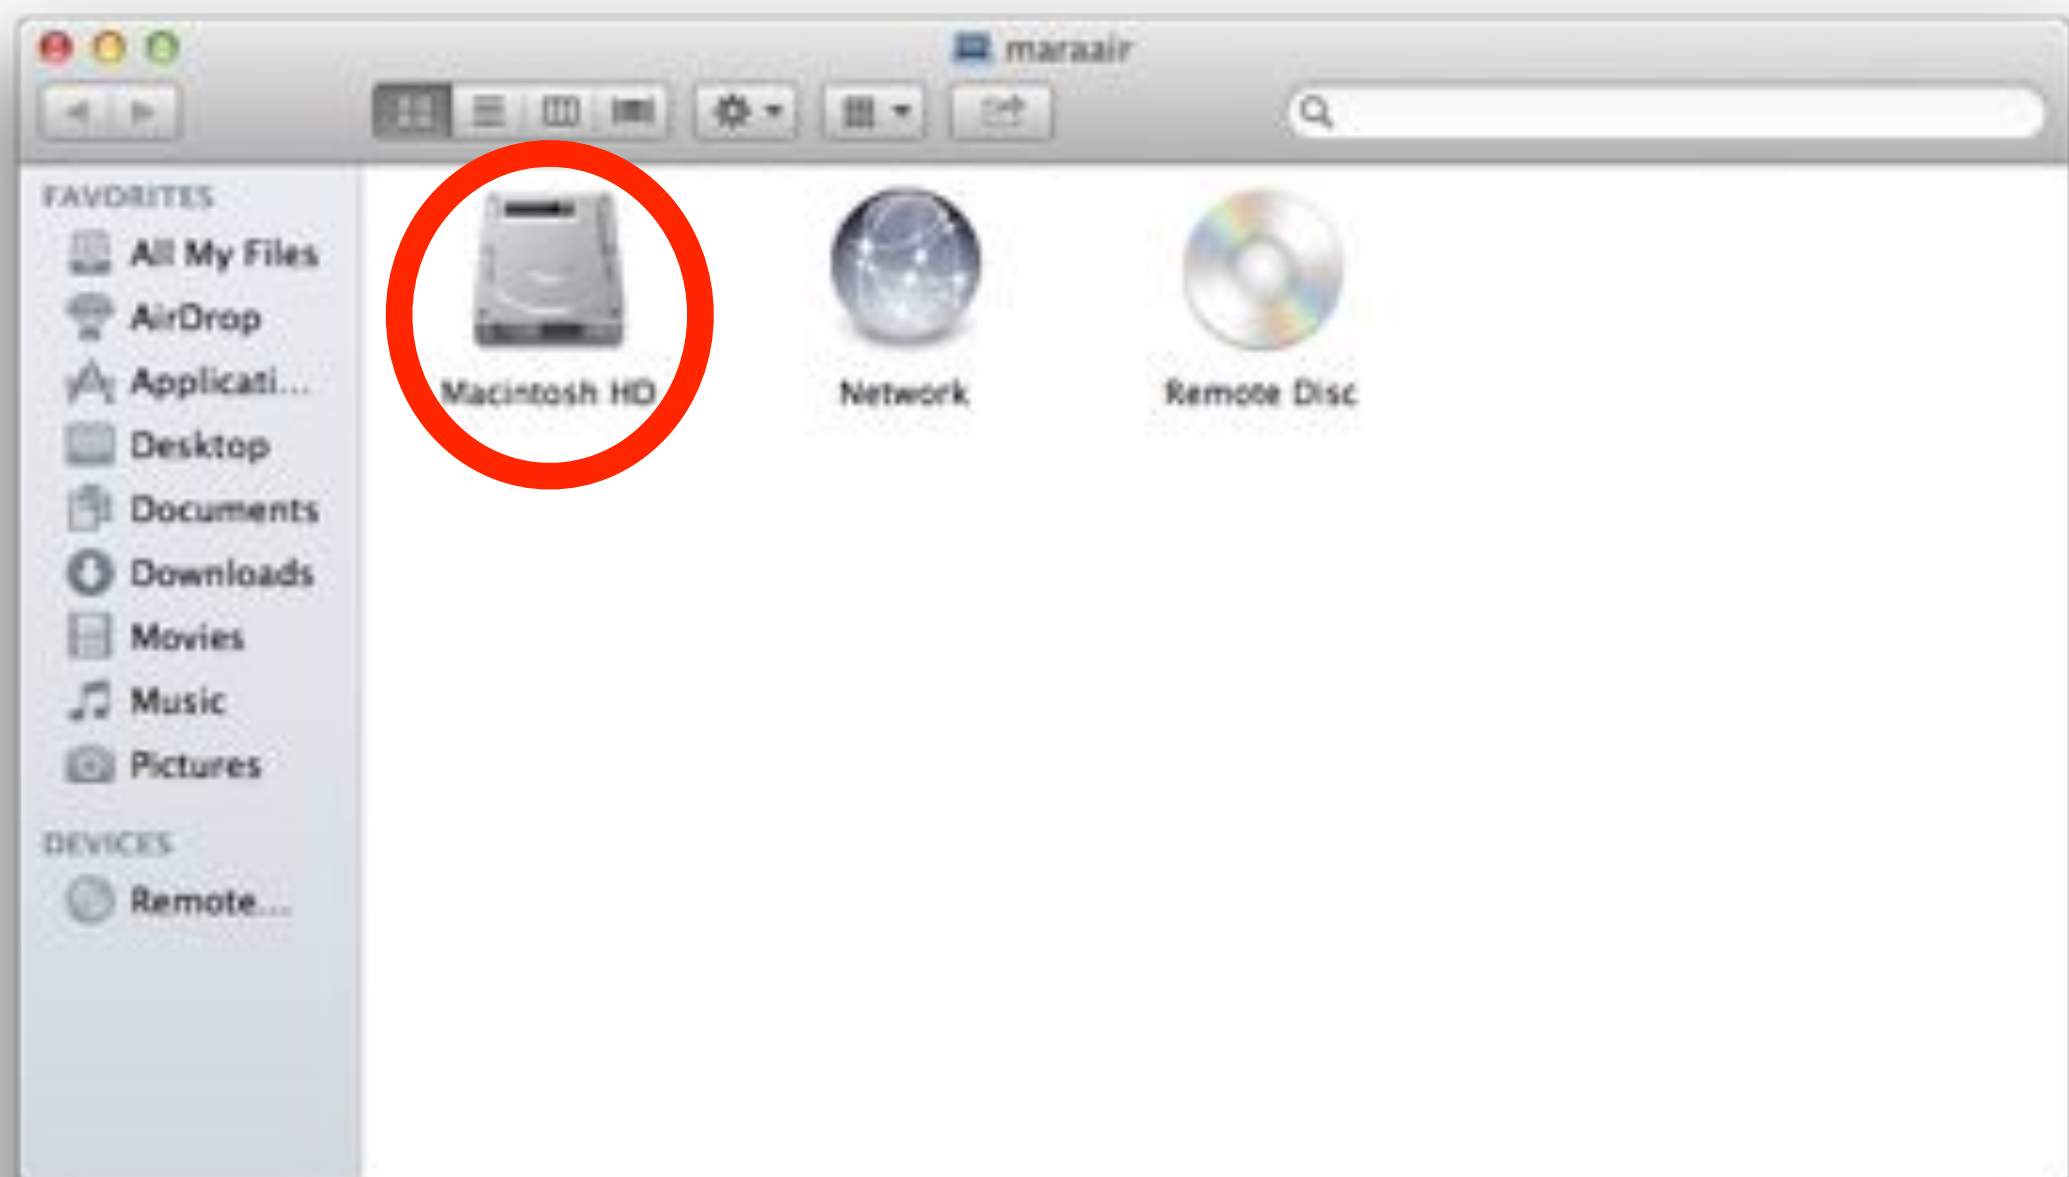 maraair
FAVORITES
All My Files
AirDrop
Applicati...
Desktop
Documents
Downloads
Movies
Music
Pictures
DEVICES
Remote...
Macintosh HD
Network
Remote Disc